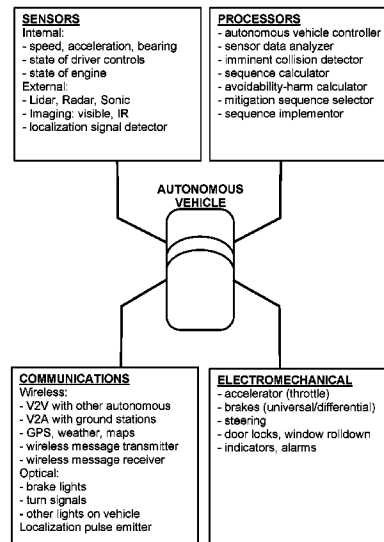 SENSORS
Internal:
- speed, acceleration, bearing
- state of driver controls
- state of engine
External:
- Lidar, Radar, Sonic
- Imaging: visible, IR
- localization signal detector
PROCESSORS
- autonomous vehicle controller
- sensor data analyzer
- imminent collision detector
- sequence calculator
- avoidability-harm calculator
- mitigation sequence selector
- sequence implementor
AUTONOMOUS
VEHICLE
COMMUNICATIONS
Wireless:
- V2V with other autonomous
- V2A with ground stations
- GPS, weather, maps
- wireless message transmitter
- wireless message receiver
Optical:
- brake lights
- turn signals
- other lights on vehicle
Localization pulse emitter
ELECTROMECHANICAL
- accelerator (throttle)
- brakes (universal/differential)
- steering
- door locks, window rolldown
- indicators, alarms